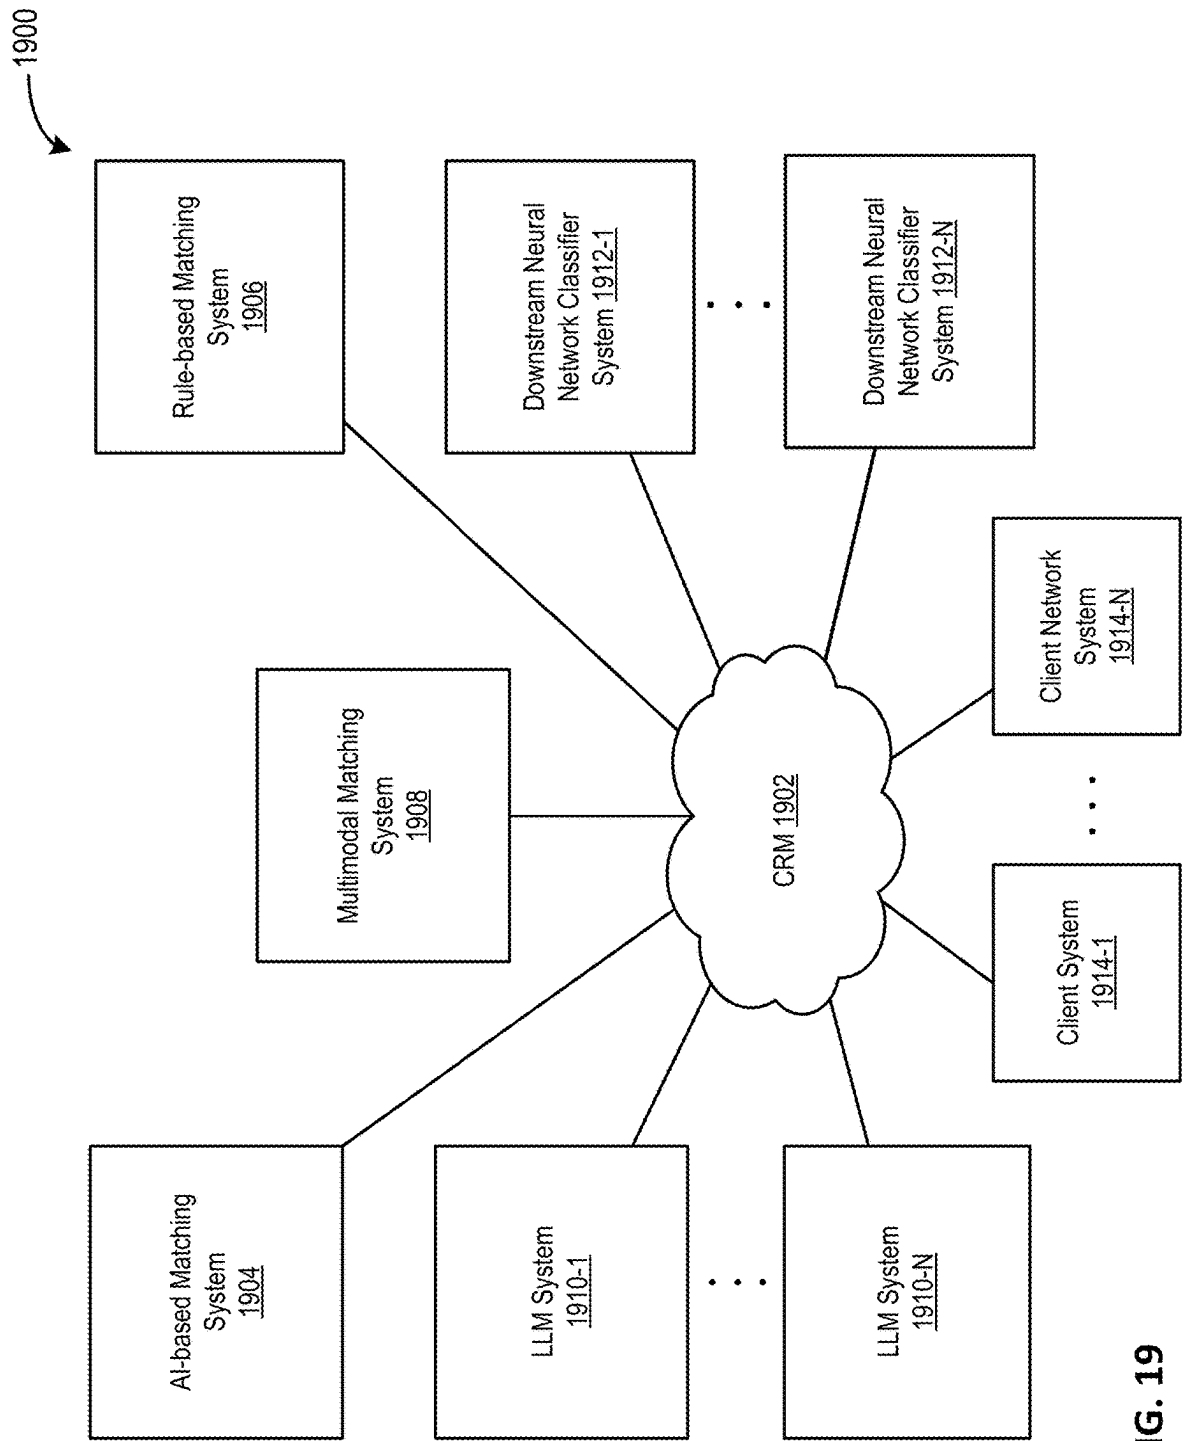 1900
AI-based Matching
System
1904
Multimodal Matching
System
1908
Rule-based Matching
System
1906
LLM System
1910-1
Downstream Neural
Network Classifier
System 1912-1
. . .
. . .
CRM 1902
LLM System
1910-N
Downstream Neural
Network Classifier
System 1912-N
Client System
1914-1
. . .
Client Network
System
1914-N
IG. 19